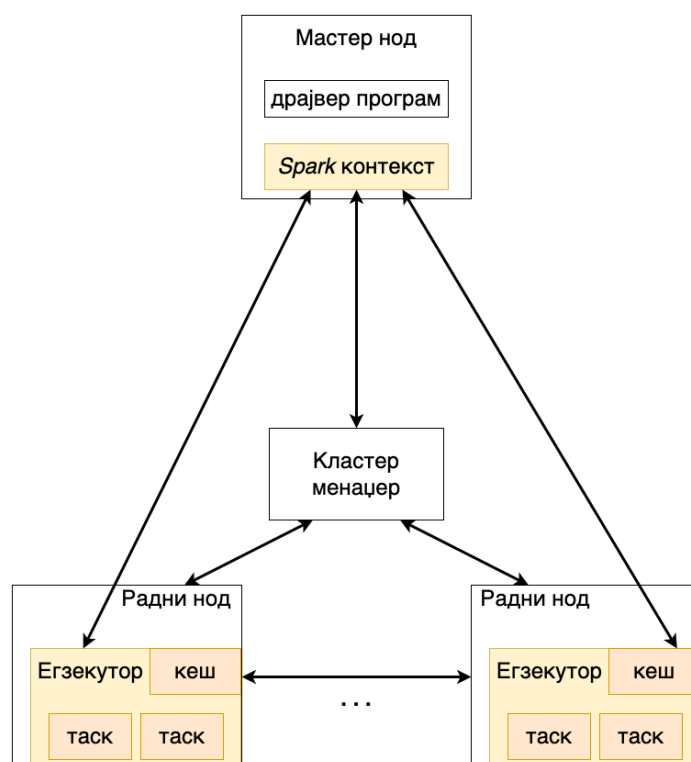 Мастер нод
драјвер програм
Spark контекст
Кластер
менаџер
Радни нод
Радни нод
Егзекутор кеш
Егзекутор кеш
...
таск таск
таск таск